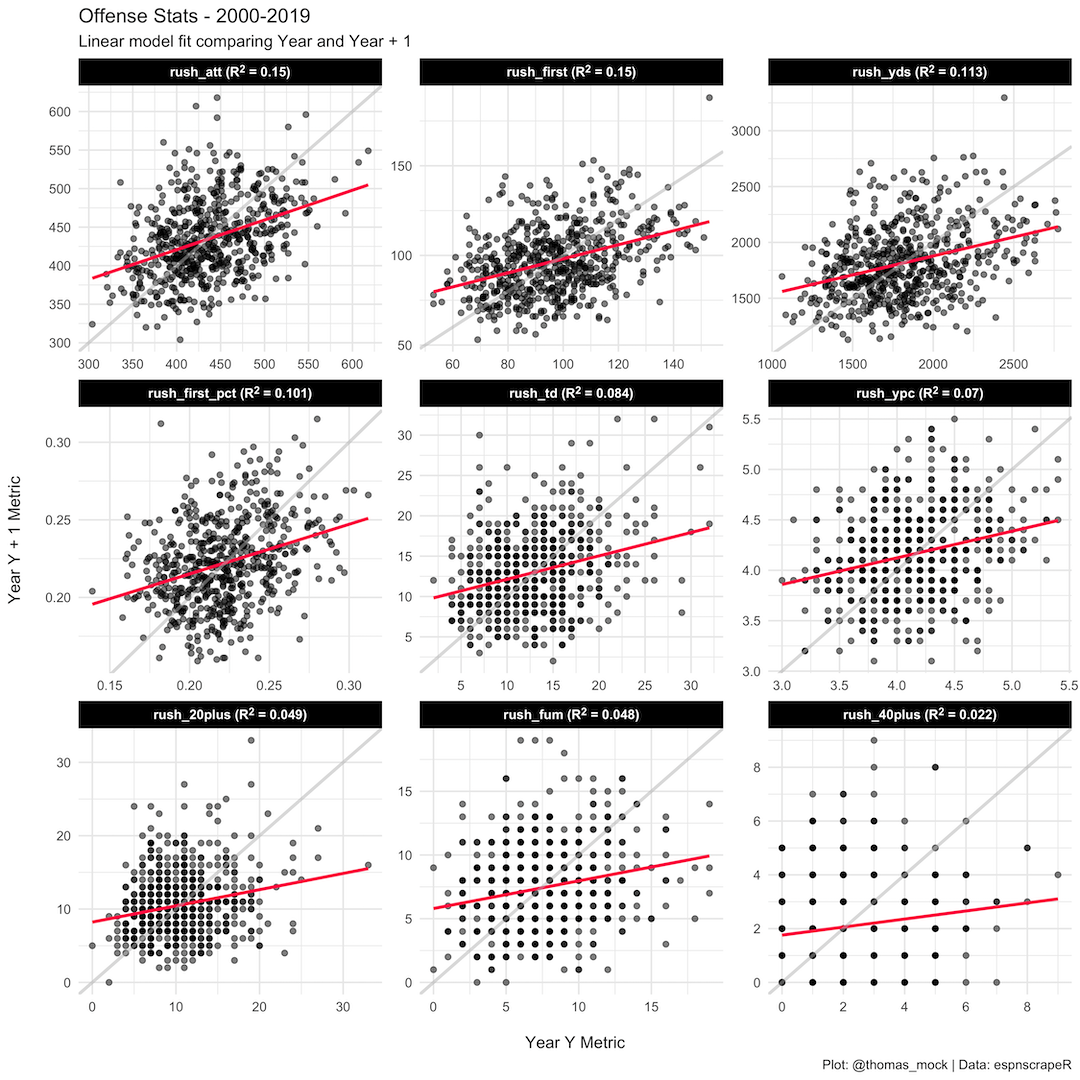 Offense Stats - 2000-2019
Linear model fit comparing Year and Year + 1
rush_att (R² = 0.15)
rush_first (R² = 0.15)
rush_yds (R² = 0.113)
600
550
500
450
400
350
300
300 350 400 450 500 550 600
150
100
50
60 80 100 120 140
3000
2500
2000
1500
1000 1500 2000 2500
rush_first_pct (R² = 0.101)
rush_td (R² = 0.084)
rush_ypc (R² = 0.07)
Year Y + 1 Metric
0.30
0.25
0.20
0.15 0.20 0.25 0.30
30
25
20
15
10
5
5 10 15 20 25 30
5.5
5.0
4.5
4.0
3.5
3.0
3.0 3.5 4.0 4.5 5.0 5.5
rush_20plus (R² = 0.049)
rush_fum (R² = 0.048)
rush_40plus (R² = 0.022)
30
20
10
0
0 10 20 30
15
10
5
0
0 5 10 15
8
6
4
2
0
0 2 4 6 8
Year Y Metric
Plot: @thomas_mock | Data: espnscrapeR